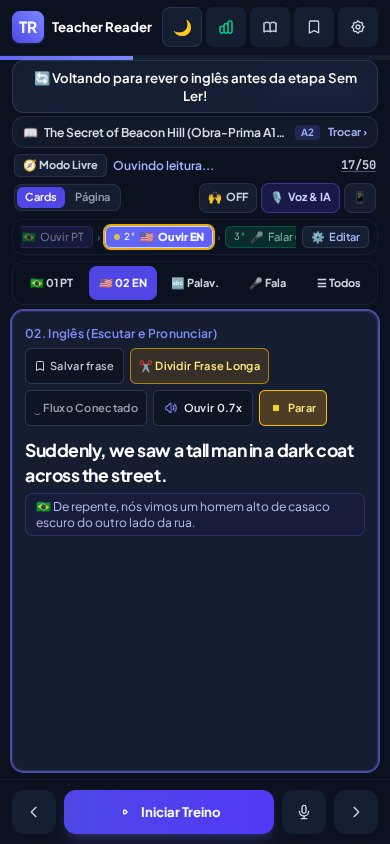 TR Teacher Reader
Voltando para rever o inglês antes da etapa Sem
Ler!
The Secret of Beacon Hill (Obra-Prima A1... A2 Trocar ›
Modo Livre Ouvindo leitura... 17/50
Cards Página OFF Voz & IA
Ouvir PT › 2° Ouvir EN › 3° Falar Editar
01 PT 02 EN Palav. Fala Todos
02. Inglês (Escutar e Pronunciar)
Salvar frase Dividir Frase Longa
Fluxo Conectado Ouvir 0.7x Parar
Suddenly, we saw a tall man in a dark coat
across the street.
De repente, nós vimos um homem alto de casaco
escuro do outro lado da rua.
Iniciar Treino